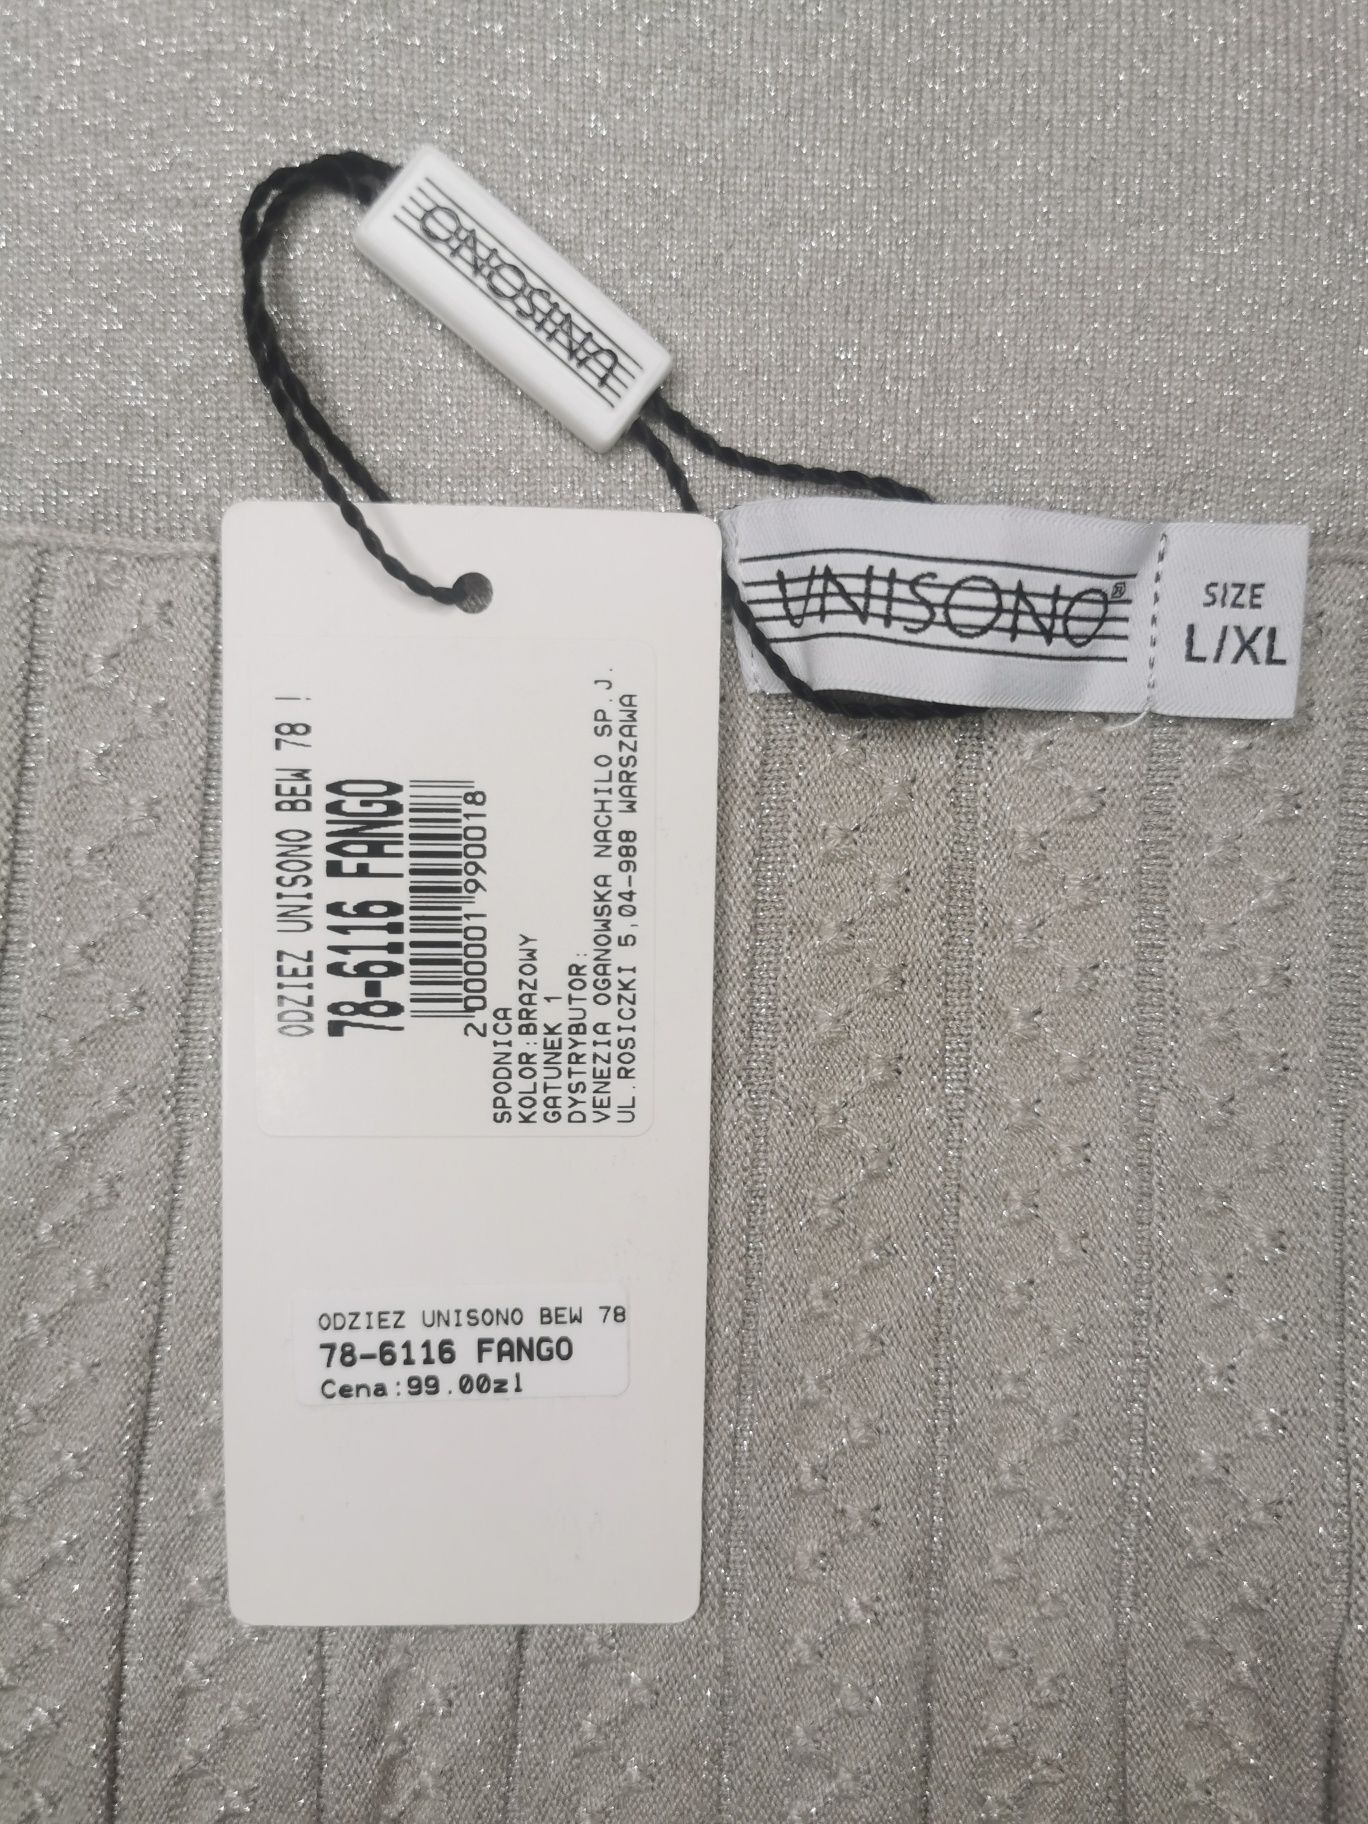 UNISONO
UNISONO®
SIZE
L/XL
ODZIEZ UNISONO BEW 78 !
78-6116 FANGO
2 000001 990018
SPODNICA
KOLOR:BRAZOWY
GATUNEK 1
DYSTRYBUTOR:
VENEZIA OGANOWSKA NACHILO SP.J.
UL.ROSICZKI 5,04-988 WARSZAWA
ODZIEZ UNISONO BEW 78
78-6116 FANGO
Cena:99.00zl